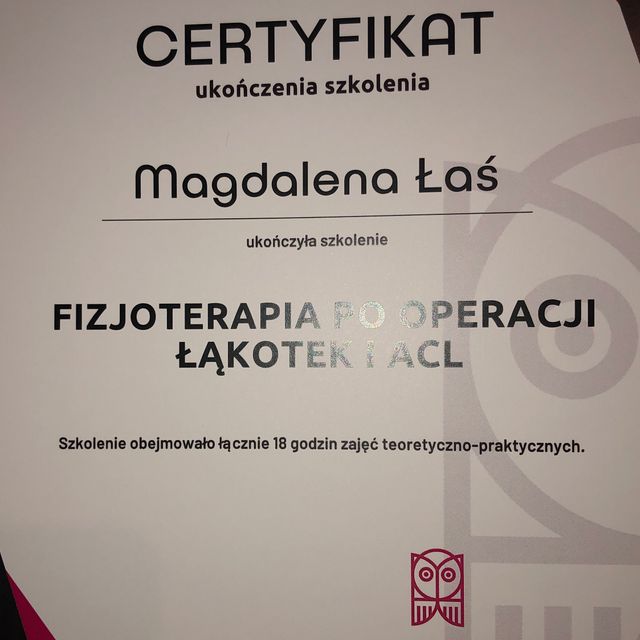 CERTYFIKAT
ukończenia szkolenia
Magdalena Łaś
ukończyła szkolenie
FIZJOTERAPIA PO OPERACJI
ŁĄKOTEK I ACL
Szkolenie obejmowało łącznie 18 godzin zajęć teoretyczno-praktycznych.